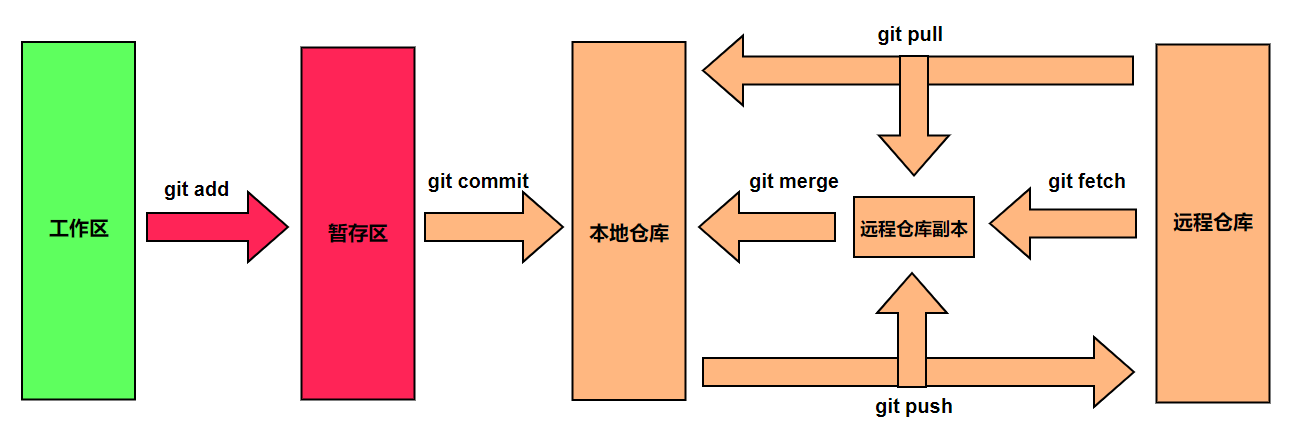 git pull
git add
git commit
git merge
git fetch
工作区
暂存区
本地仓库
远程仓库副本
远程仓库
git push